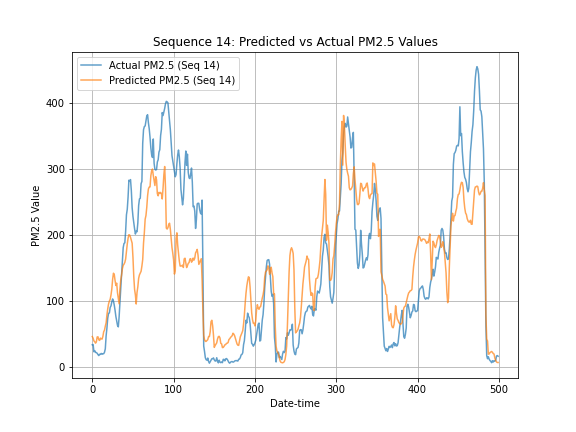 Sequence 14: Predicted vs Actual PM2.5 Values
Actual PM2.5 (Seq 14)
Predicted PM2.5 (Seq 14)
PM2.5 Value
400
300
200
100
0
0 100 200 300 400 500
Date-time